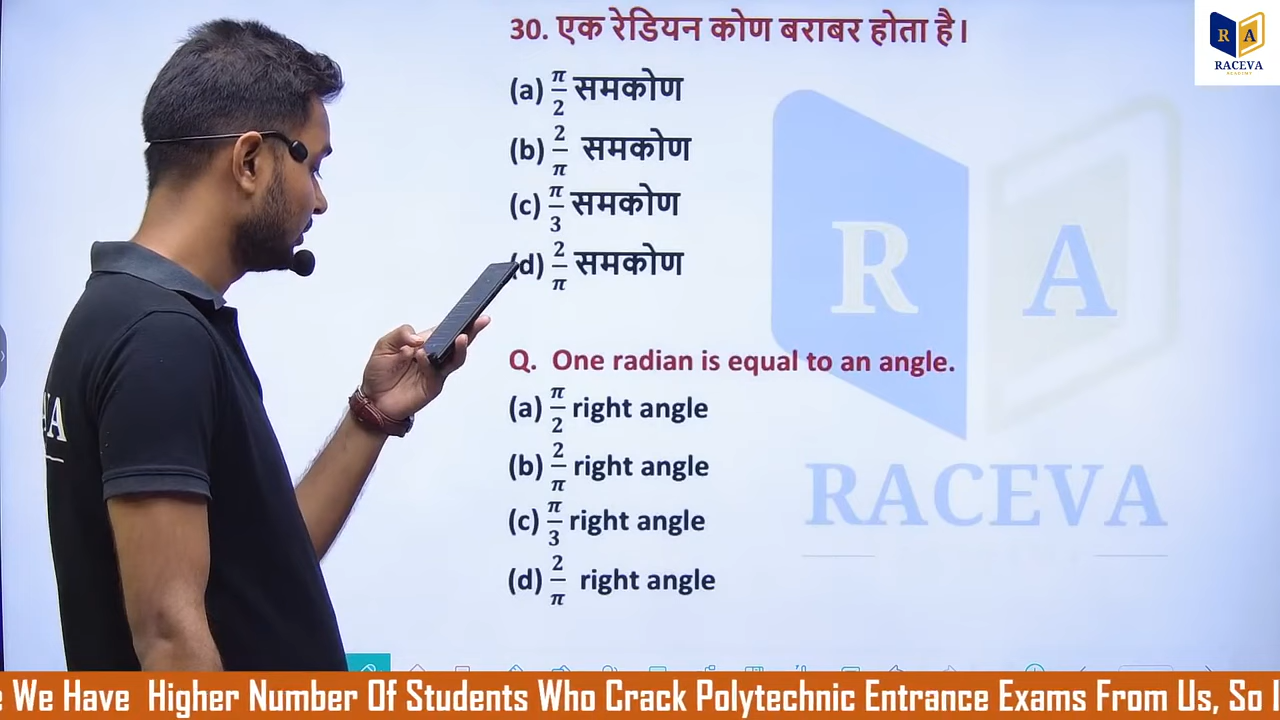 30. एक रेडियन कोण बराबर होता है।
(a) π/2 समकोण
(b) 2/π समकोण
(c) π/3 समकोण
(d) 2/π समकोण
Q. One radian is equal to an angle.
(a) π/2 right angle
(b) 2/π right angle
(c) π/3 right angle
(d) 2/π right angle
R A
RACEVA
R A
RACEVA
ACADEMY
VA
We Have Higher Number Of Students Who Crack Polytechnic Entrance Exams From Us, So